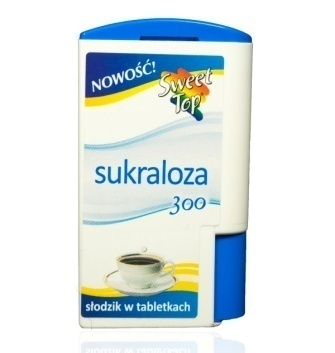 NOWOŚĆ!
Sweet
Top
sukraloza
300
słodzik w tabletkach